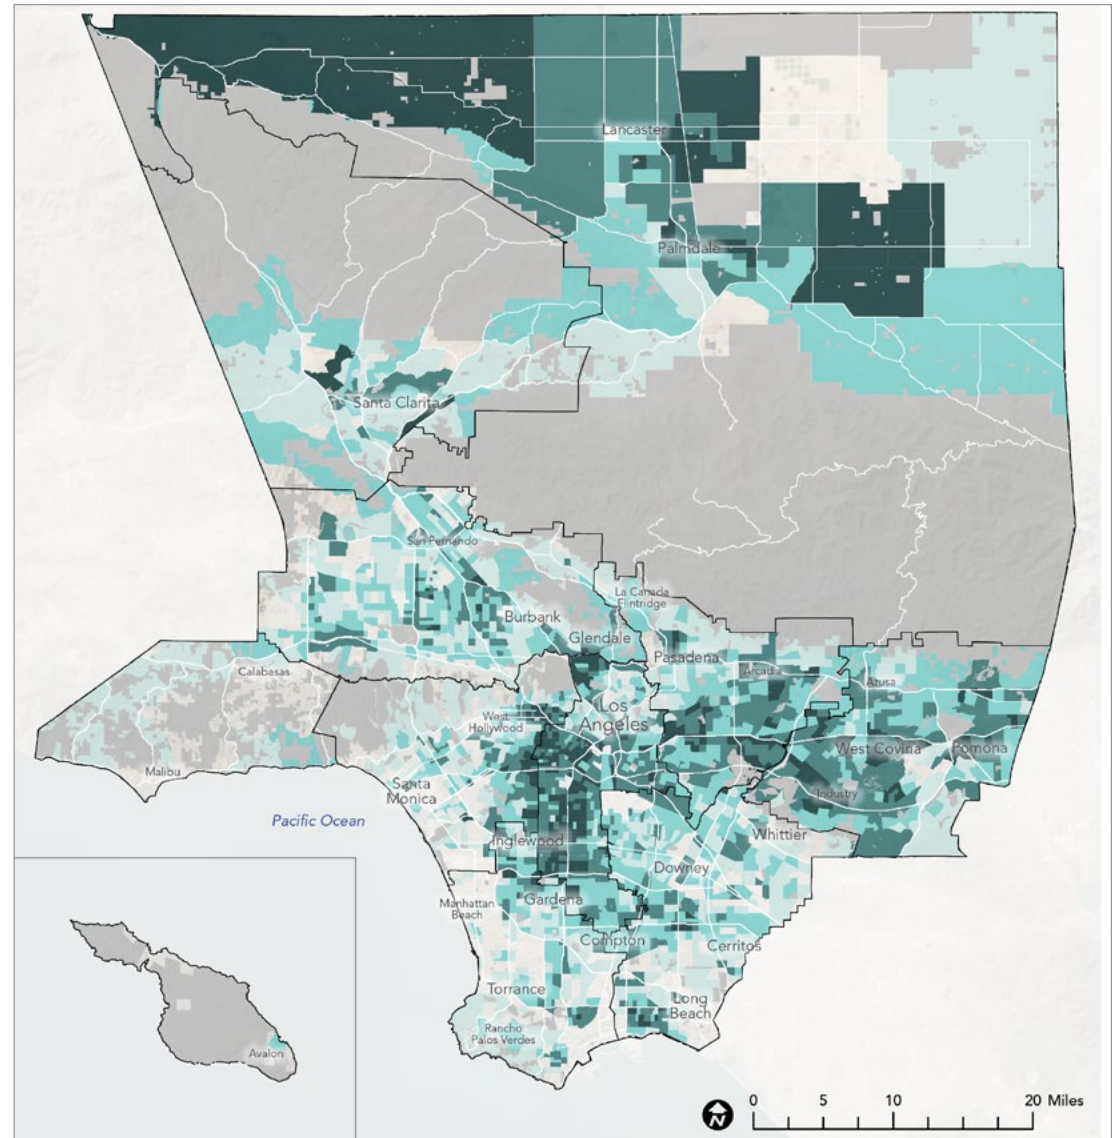 Lancaster
Palmdale
Santa Clarita
San Fernando
La Canada
Flintridge
Burbank
Glendale
Pasadena
Arcadia
Azusa
Calabasas
West
Hollywood
Los
Angeles
West Covina
Pomona
Malibu
Santa
Monica
Industry
Pacific Ocean
Inglewood
Whittier
Downey
Manhattan
Beach
Gardena
Compton
Cerritos
Torrance
Long
Beach
Rancho
Palos Verdes
Avalon
0 5 10 20 Miles